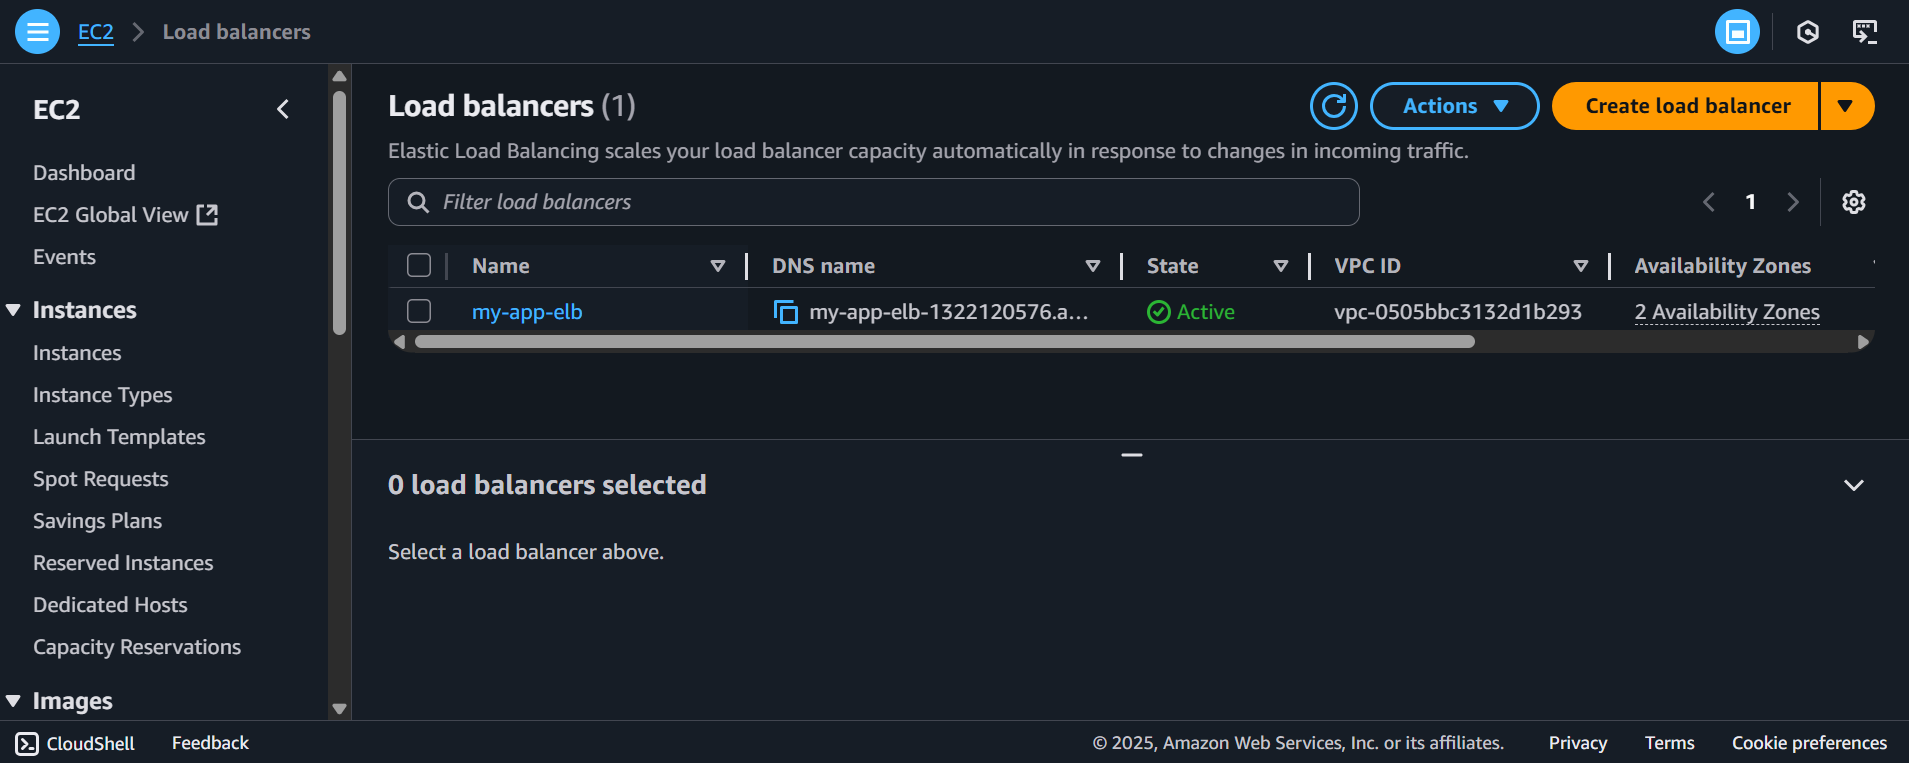 EC2 > Load balancers
EC2
Dashboard
EC2 Global View
Events
Instances
Instances
Instance Types
Launch Templates
Spot Requests
Savings Plans
Reserved Instances
Dedicated Hosts
Capacity Reservations
Images
Load balancers (1)
Actions
Create load balancer
Elastic Load Balancing scales your load balancer capacity automatically in response to changes in incoming traffic.
Filter load balancers
1
Name DNS name State VPC ID Availability Zones
my-app-elb my-app-elb-1322120576.a... Active vpc-0505bbc3132d1b293 2 Availability Zones
0 load balancers selected
Select a load balancer above.
CloudShell Feedback © 2025, Amazon Web Services, Inc. or its affiliates. Privacy Terms Cookie preferences